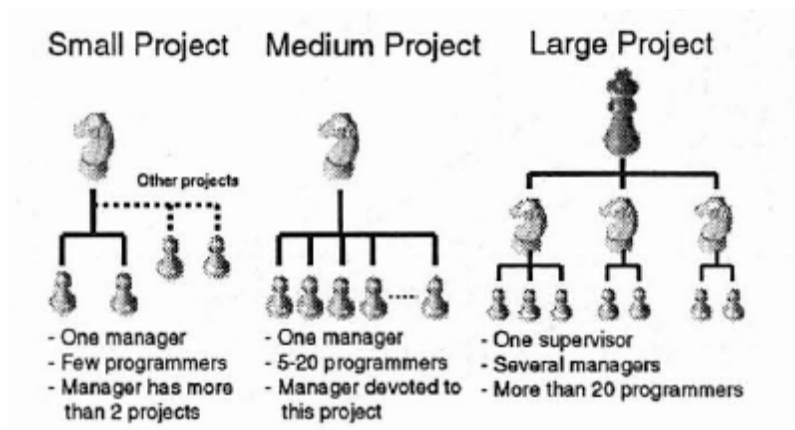 Small Project
Medium Project
Large Project
Other projects
- One manager
- Few programmers
- Manager has more
than 2 projects
- One manager
- 5-20 programmers
- Manager devoted to
this project
- One supervisor
- Several managers
- More than 20 programmers